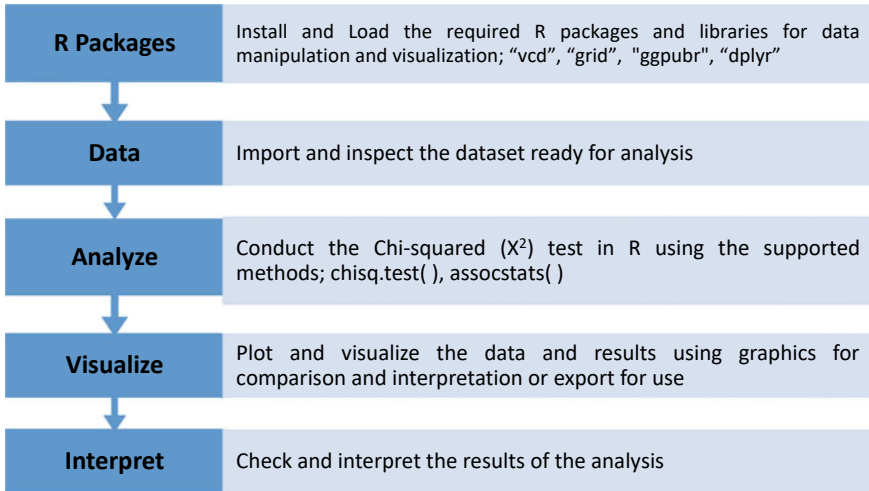 R Packages
Install and Load the required R packages and libraries for data
manipulation and visualization; “vcd”, “grid”, "ggpubr", “dplyr”
Data
Import and inspect the dataset ready for analysis
Analyze
Conduct the Chi-squared (X²) test in R using the supported
methods; chisq.test( ), assocstats( )
Visualize
Plot and visualize the data and results using graphics for
comparison and interpretation or export for use
Interpret
Check and interpret the results of the analysis